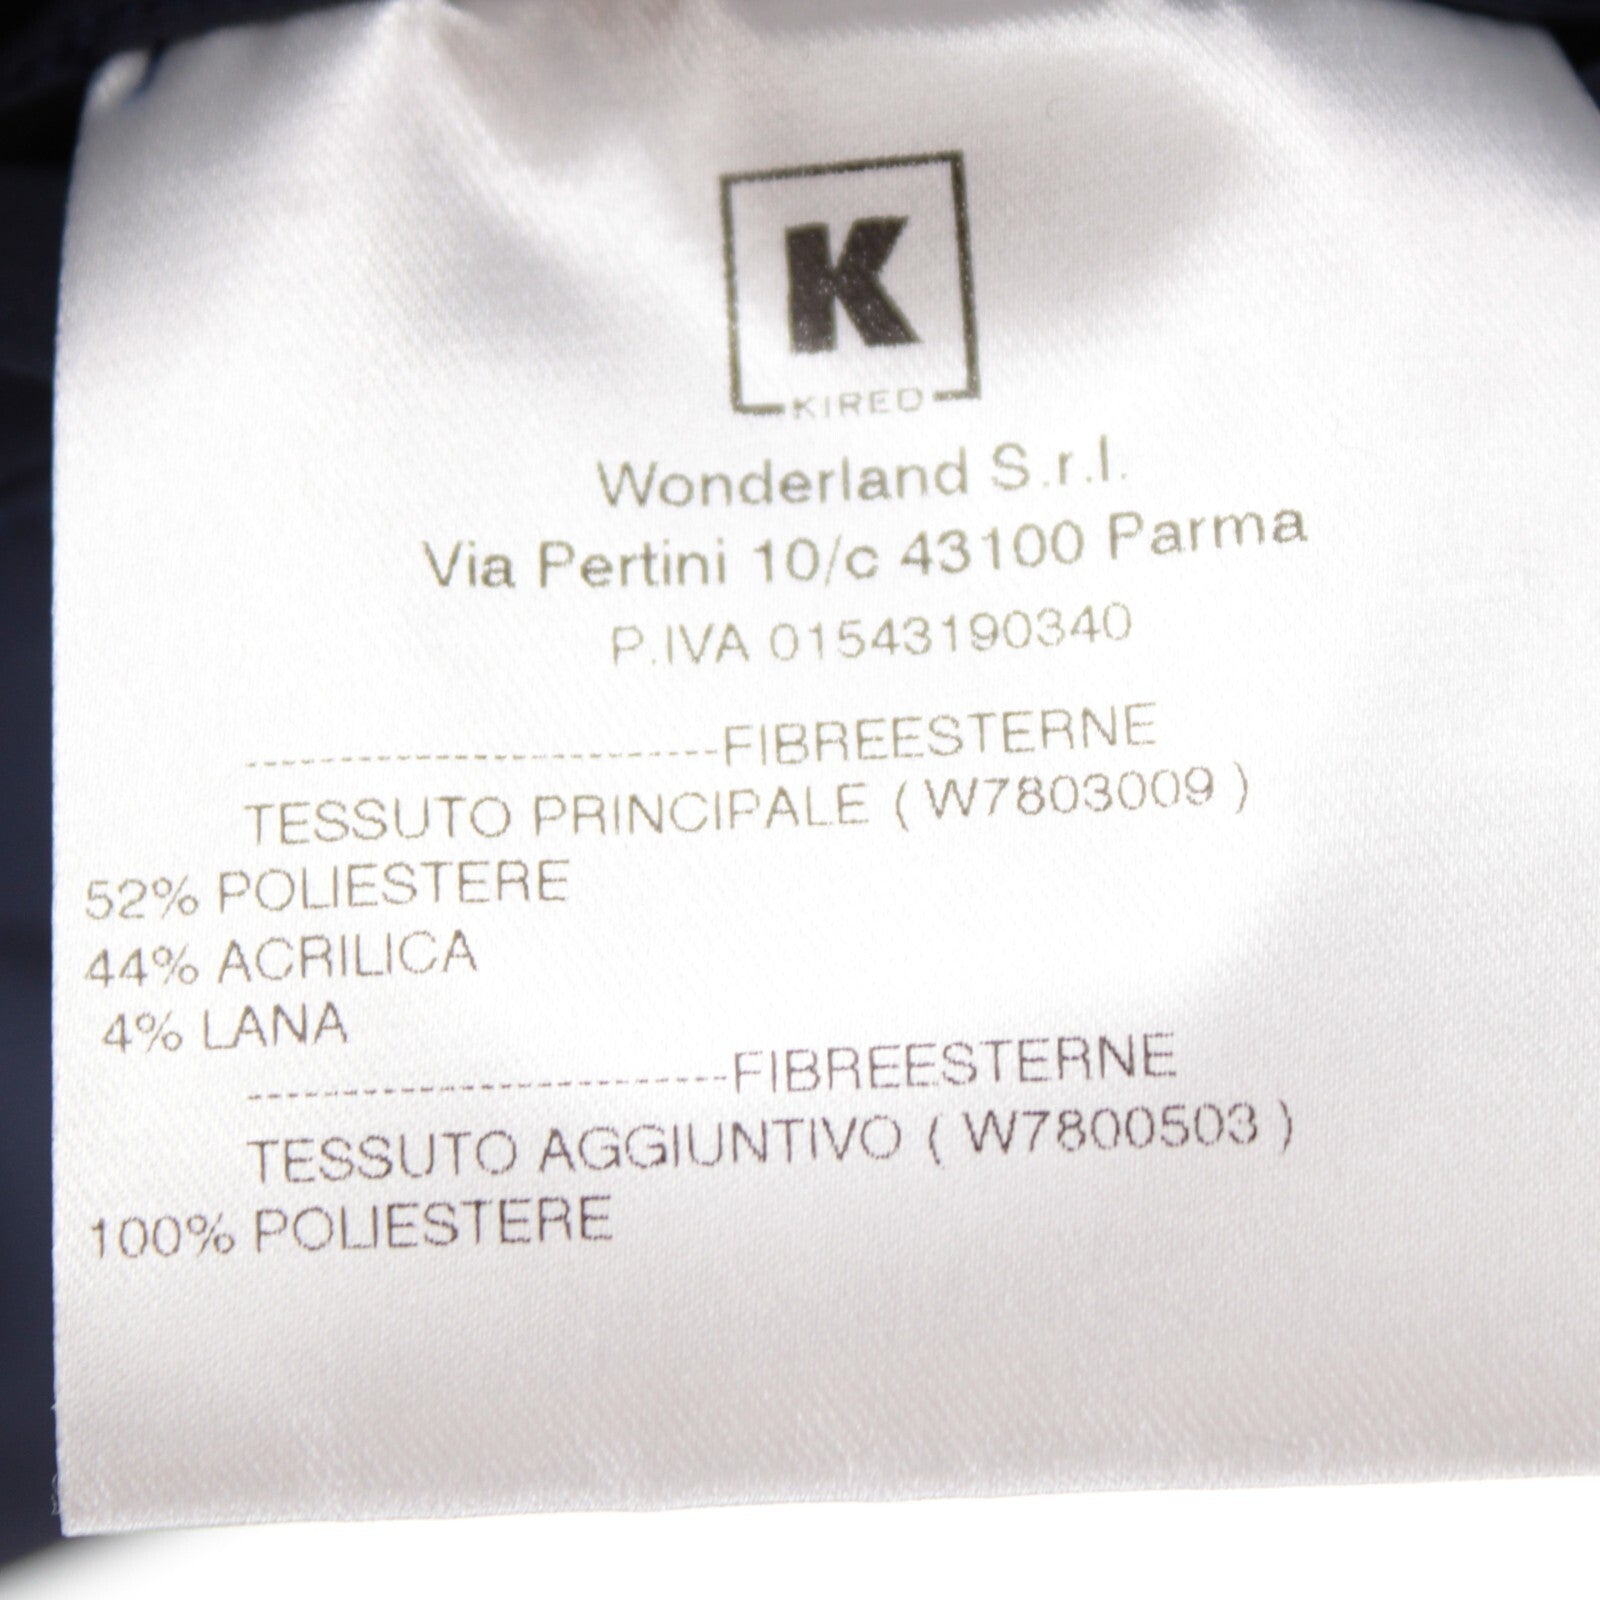 K
KIRED
Wonderland S.r.l.
Via Pertini 10/c 43100 Parma
P.IVA 01543190340
-------------------------FIBREESTERNE
TESSUTO PRINCIPALE ( W7803009 )
52% POLIESTERE
44% ACRILICA
4% LANA
-------------------------FIBREESTERNE
TESSUTO AGGIUNTIVO ( W7800503 )
100% POLIESTERE